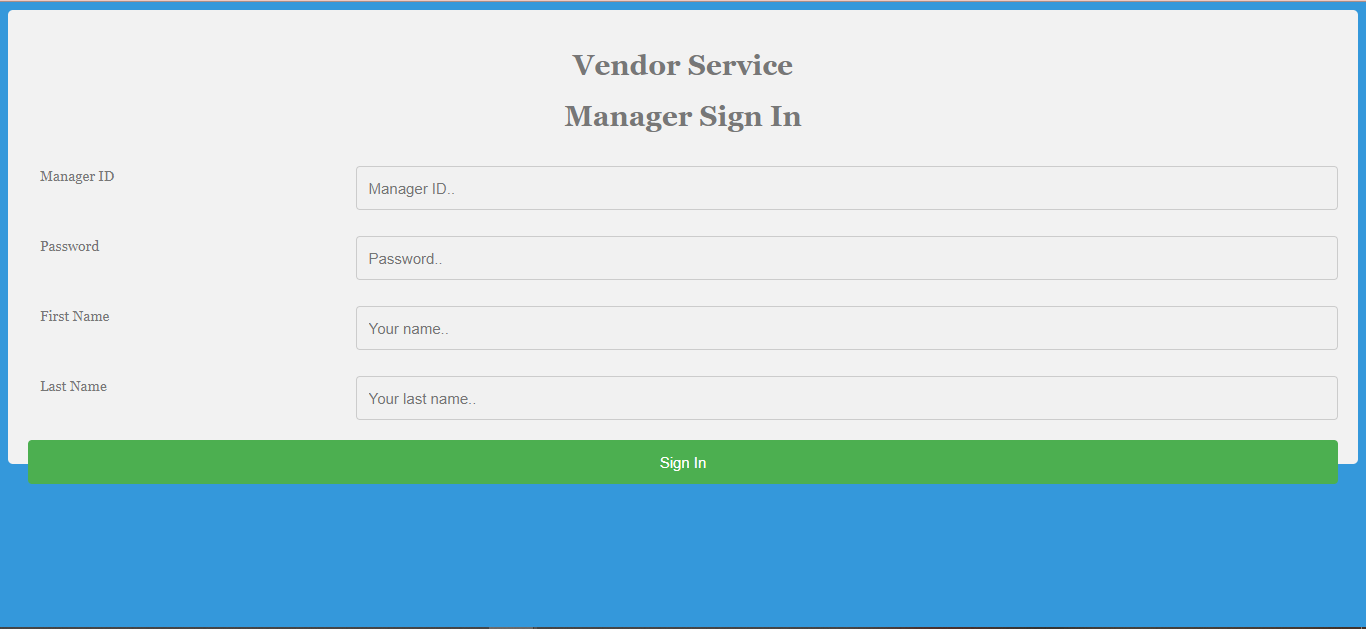 Vendor Service
Manager Sign In
Manager ID
Manager ID..
Password
Password..
First Name
Your name..
Last Name
Your last name..
Sign In